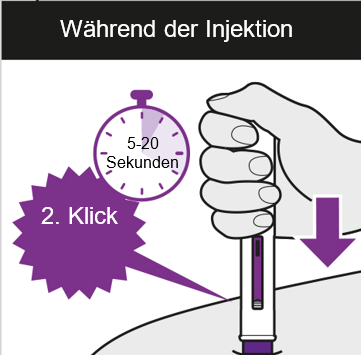 Während der Injektion
5-20
Sekunden
2. Klick